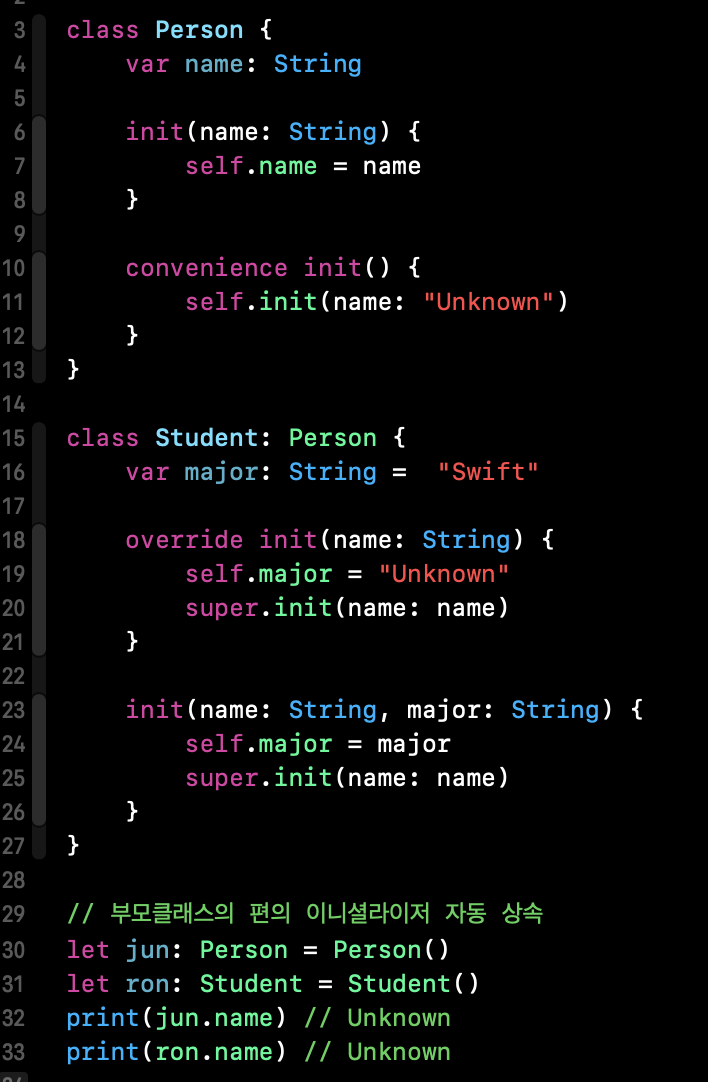 3 class Person {
4     var name: String
5
6     init(name: String) {
7         self.name = name
8     }
9
10     convenience init() {
11         self.init(name: "Unknown")
12     }
13 }
14
15 class Student: Person {
16     var major: String =  "Swift"
17
18     override init(name: String) {
19         self.major = "Unknown"
20         super.init(name: name)
21     }
22
23     init(name: String, major: String) {
24         self.major = major
25         super.init(name: name)
26     }
27 }
28
29 // 부모클래스의 편의 이니셜라이저 자동 상속
30 let jun: Person = Person()
31 let ron: Student = Student()
32 print(jun.name) // Unknown
33 print(ron.name) // Unknown